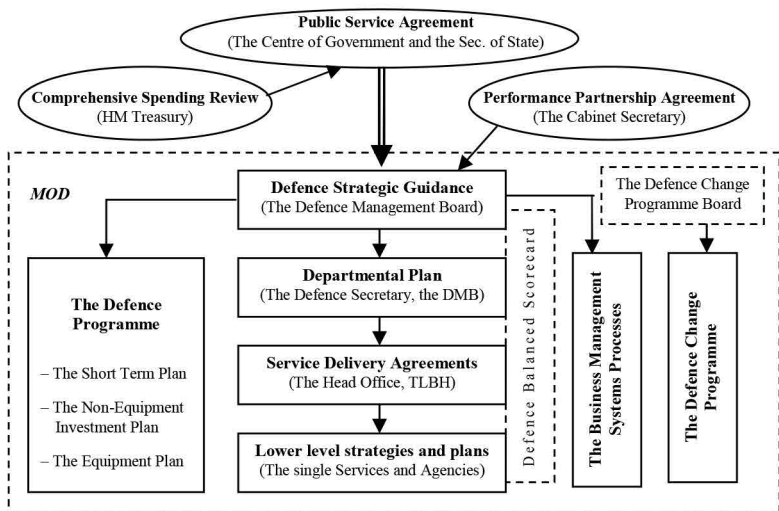 Public Service Agreement
(The Centre of Government and the Sec. of State)
Comprehensive Spending Review
(HM Treasury)
Performance Partnership Agreement
(The Cabinet Secretary)
MOD
Defence Strategic Guidance
(The Defence Management Board)
The Defence Change
Programme Board
The Defence
Programme
– The Short Term Plan
– The Non-Equipment
Investment Plan
– The Equipment Plan
Departmental Plan
(The Defence Secretary, the DMB)
Service Delivery Agreements
(The Head Office, TLBH)
Lower level strategies and plans
(The single Services and Agencies)
Defence Balanced Scorecard
The Business Management
Systems Processes
The Defence Change
Programme